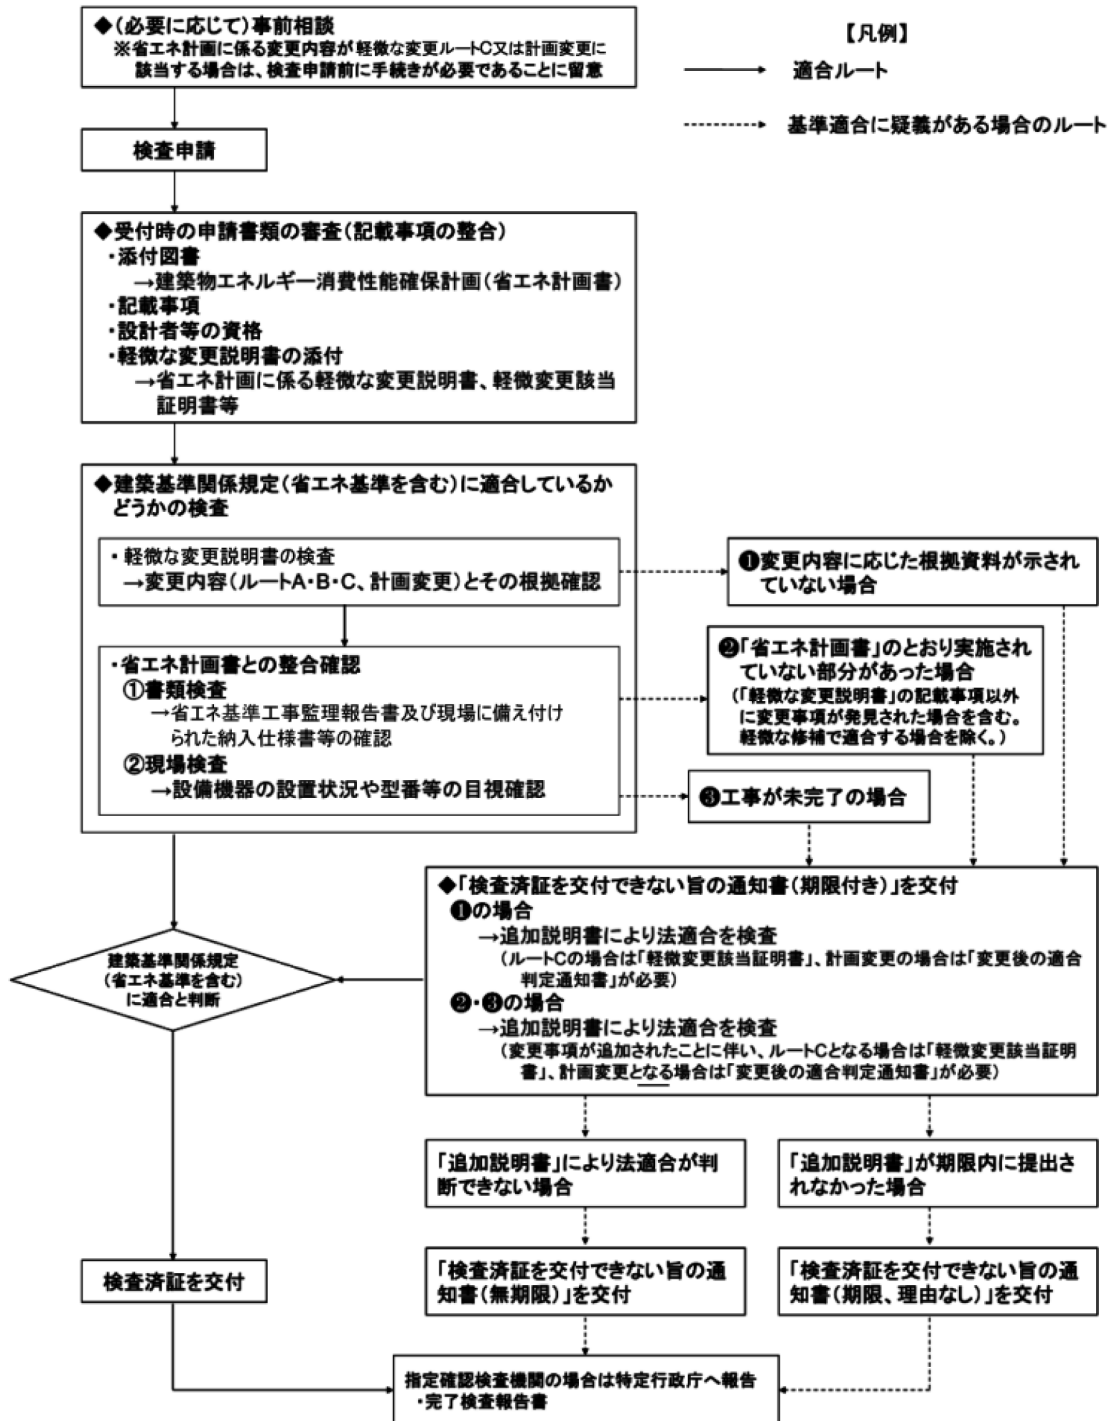 ◆(必要に応じて)事前相談
※省エネ計画に係る変更内容が軽微な変更ルートC又は計画変更に
該当する場合は、検査申請前に手続きが必要であることに留意
【凡例】
適合ルート
基準適合に疑義がある場合のルート
検査申請
◆受付時の申請書類の審査(記載事項の整合)
・添付図書
→建築物エネルギー消費性能確保計画(省エネ計画書)
・記載事項
・設計者等の資格
・軽微な変更説明書の添付
→省エネ計画に係る軽微な変更説明書、軽微変更該当
証明書等
◆建築基準関係規定(省エネ基準を含む)に適合しているか
どうかの検査
・軽微な変更説明書の検査
→変更内容(ルートA・B・C、計画変更)とその根拠確認
❶変更内容に応じた根拠資料が示され
ていない場合
・省エネ計画書との整合確認
①書類検査
→省エネ基準工事監理報告書及び現場に備え付け
られた納入仕様書等の確認
②現場検査
→設備機器の設置状況や型番等の目視確認
❷「省エネ計画書」のとおり実施され
ていない部分があった場合
(「軽微な変更説明書」の記載事項以外
に変更事項が発見された場合を含む。
軽微な修補で適合する場合を除く。)
❸工事が未完了の場合
◆「検査済証を交付できない旨の通知書(期限付き)」を交付
❶の場合
→追加説明書により法適合を検査
(ルートCの場合は「軽微変更該当証明書」、計画変更の場合は「変更後の適合
判定通知書」が必要)
❷・❸の場合
→追加説明書により法適合を検査
(変更事項が追加されたことに伴い、ルートCとなる場合は「軽微変更該当証明
書」、計画変更となる場合は「変更後の適合判定通知書」が必要)
建築基準関係規定
(省エネ基準を含む)
に適合と判断
「追加説明書」により法適合が判
断できない場合
「追加説明書」が期限内に提出さ
れなかった場合
検査済証を交付
「検査済証を交付できない旨の通
知書(無期限)」を交付
「検査済証を交付できない旨の通
知書(期限、理由なし)」を交付
指定確認検査機関の場合は特定行政庁へ報告
・完了検査報告書